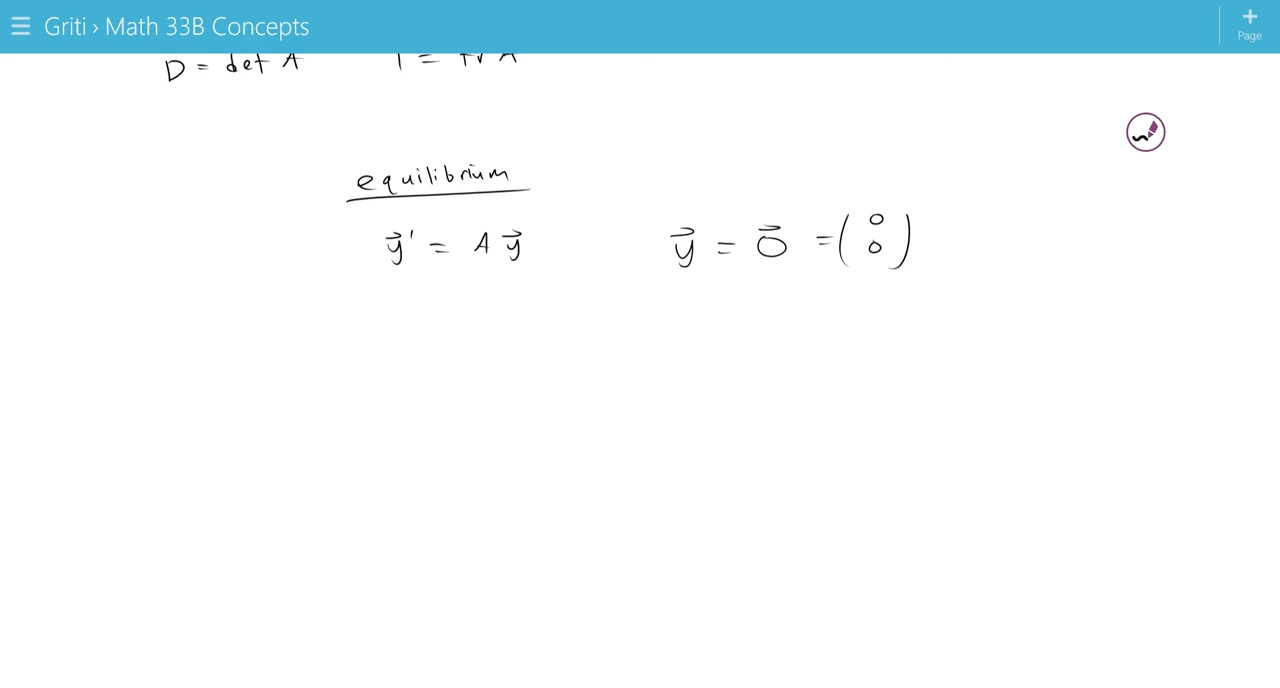 Griti › Math 33B Concepts
Page
D = det A T = tr A
equilibrium
y⃗' = A y⃗ y⃗ = 0⃗ = (0 0)